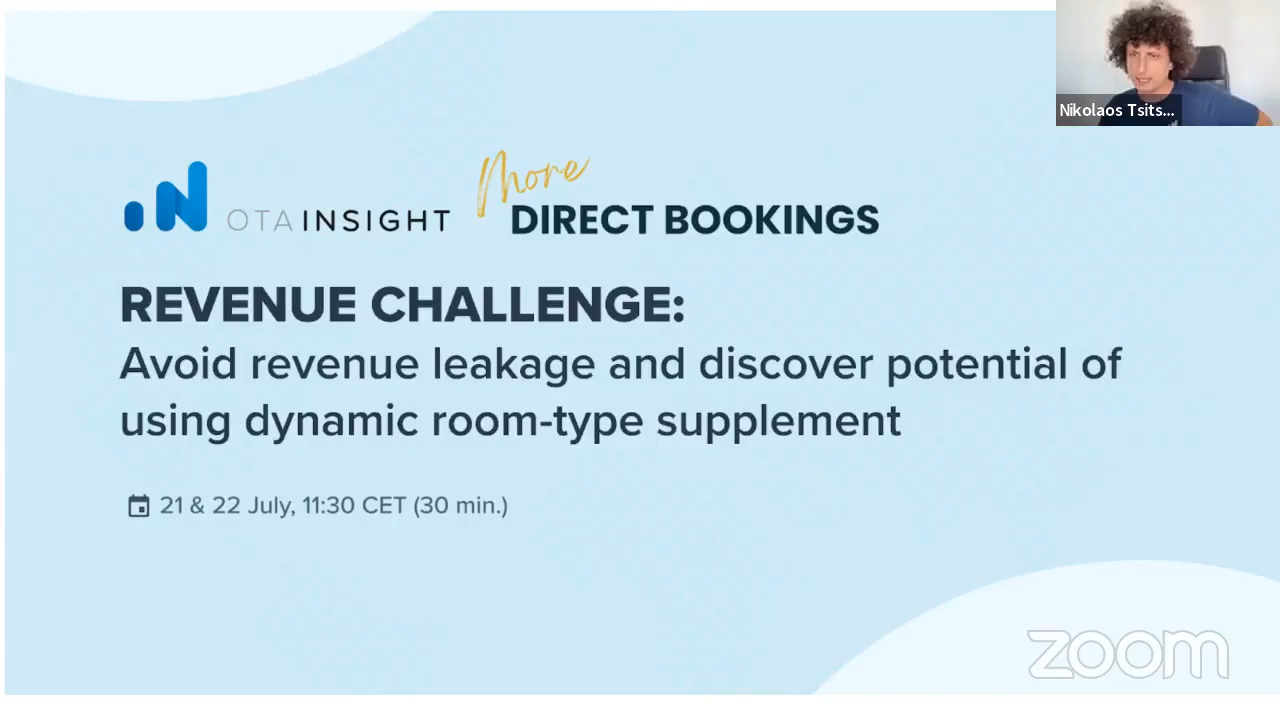 Nikolaos Tsits...
More
OTA INSIGHT
DIRECT BOOKINGS
REVENUE CHALLENGE:
Avoid revenue leakage and discover potential of
using dynamic room-type supplement
21 & 22 July, 11:30 CET (30 min.)
zoom